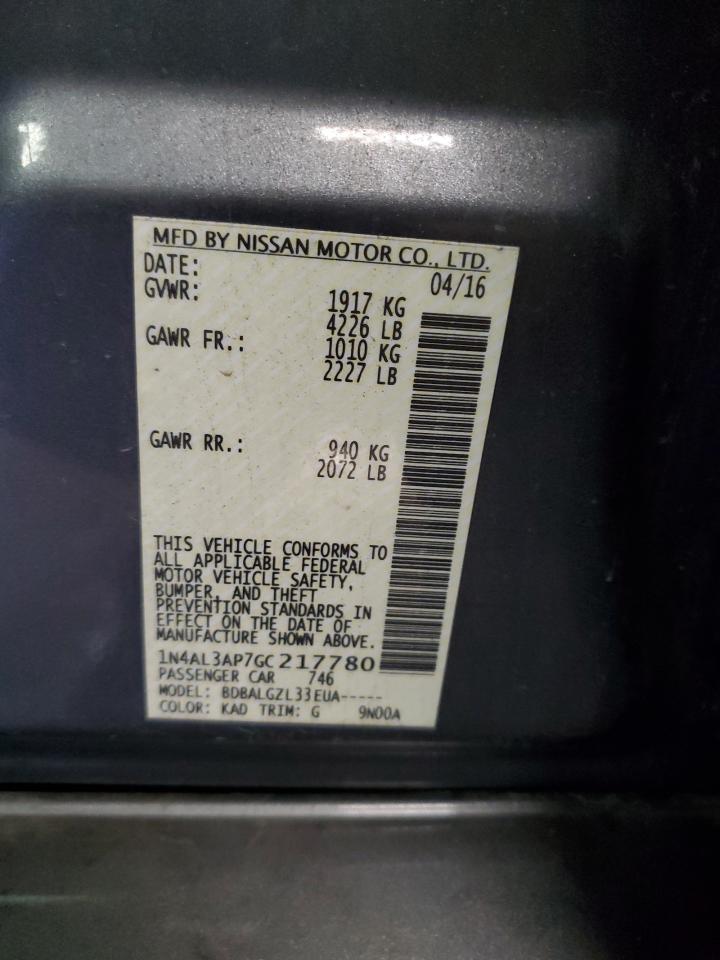 MFD BY NISSAN MOTOR CO., LTD.
DATE: 04/16
GVWR: 1917 KG
4226 LB
GAWR FR.: 1010 KG
2227 LB
GAWR RR.: 940 KG
2072 LB
THIS VEHICLE CONFORMS TO
ALL APPLICABLE FEDERAL
MOTOR VEHICLE SAFETY,
BUMPER, AND THEFT
PREVENTION STANDARDS IN
EFFECT ON THE DATE OF
MANUFACTURE SHOWN ABOVE.
1N4AL3AP7GC217780
PASSENGER CAR 746
MODEL: BDBALGZL33EUA-----
COLOR: KAD TRIM: G 9N00A